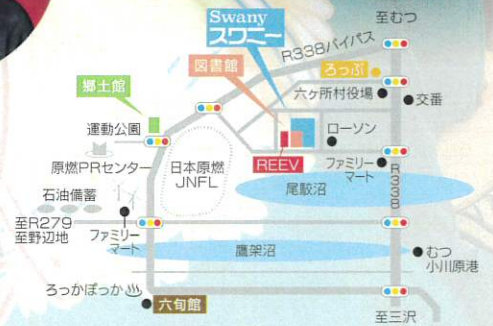 Swany
スワニー
至むつ
R338バイパス
図書館
ろっぷ
郷土館
六ヶ所村役場
交番
運動公園
ローソン
原燃PRセンター
日本原燃
JNFL
REEV
ファミリー
マート
R338
石油備蓄
尾駮沼
至R279
至野辺地
ファミリー
マート
鷹架沼
むつ
小川原港
ろっかぽっか
六旬館
至三沢